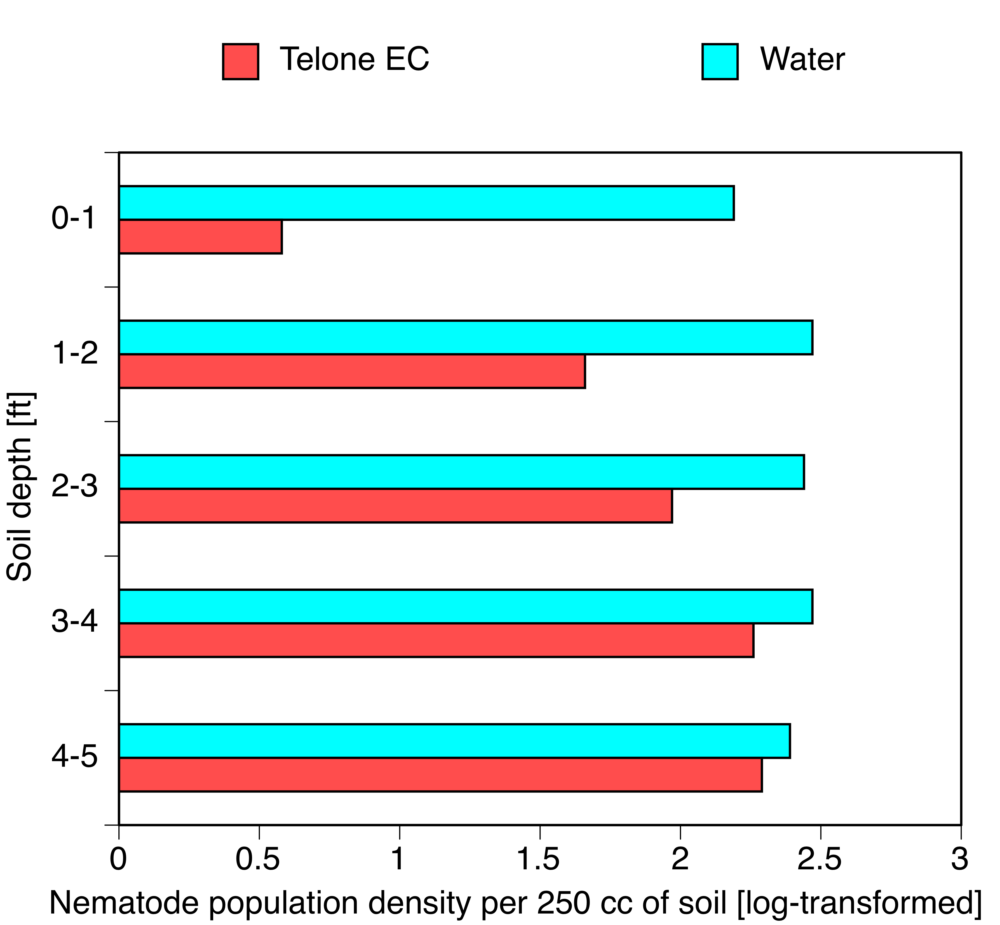 Telone EC
Water
0-1
1-2
2-3
3-4
4-5
Soil depth [ft]
0 0.5 1 1.5 2 2.5 3
Nematode population density per 250 cc of soil [log-transformed]